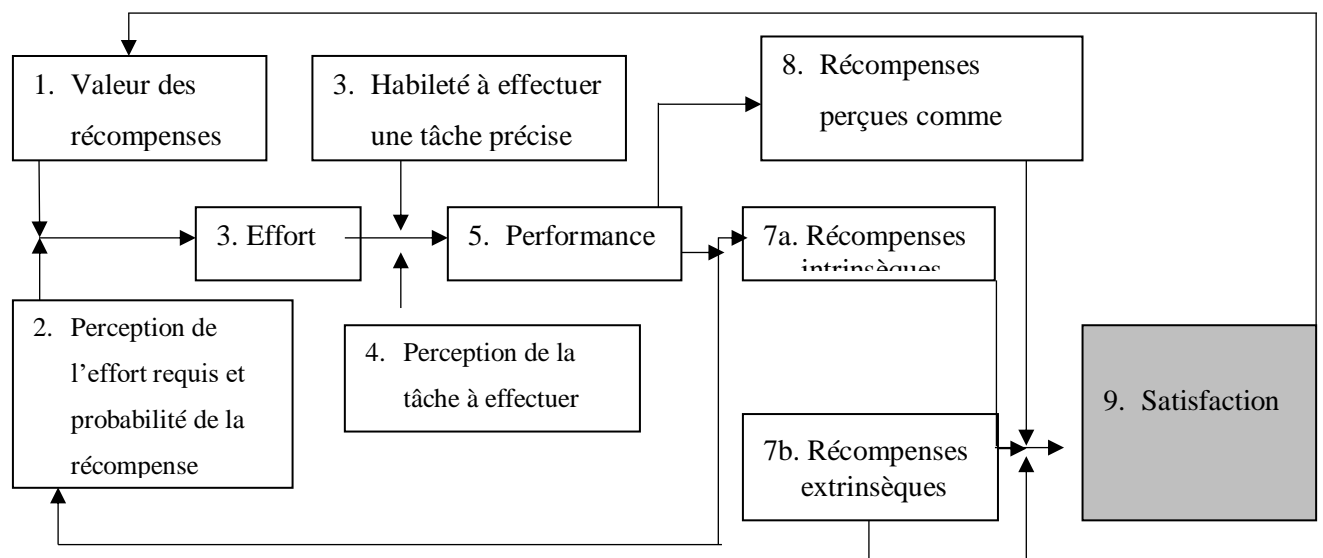 1. Valeur des
récompenses
3. Habileté à effectuer
une tâche précise
8. Récompenses
perçues comme
3. Effort
5. Performance
7a. Récompenses
intrinsèques
2. Perception de
l’effort requis et
probabilité de la
récompense
4. Perception de la
tâche à effectuer
7b. Récompenses
extrinsèques
9. Satisfaction